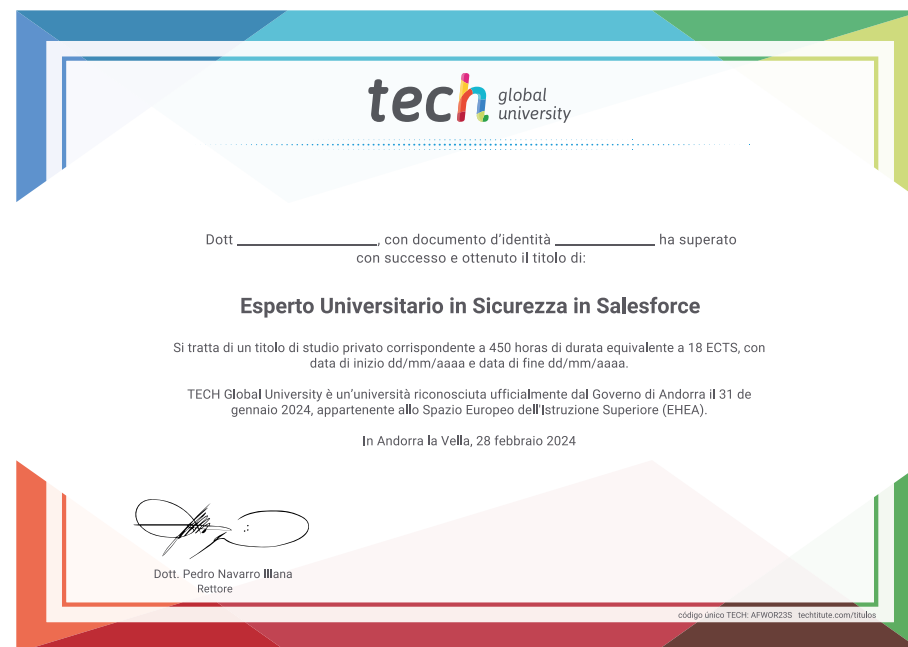 tech global university
Dott ____________, con documento d'identità ____________ ha superato
con successo e ottenuto il titolo di:
Esperto Universitario in Sicurezza in Salesforce
Si tratta di un titolo di studio privato corrispondente a 450 horas di durata equivalente a 18 ECTS, con
data di inizio dd/mm/aaaa e data di fine dd/mm/aaaa.
TECH Global University è un'università riconosciuta ufficialmente dal Governo di Andorra il 31 de
gennaio 2024, appartenente allo Spazio Europeo dell'Istruzione Superiore (EHEA).
In Andorra la Vella, 28 febbraio 2024
Dott. Pedro Navarro Illana
Rettore
código único TECH: AFWOR23S techtitute.com/titulos